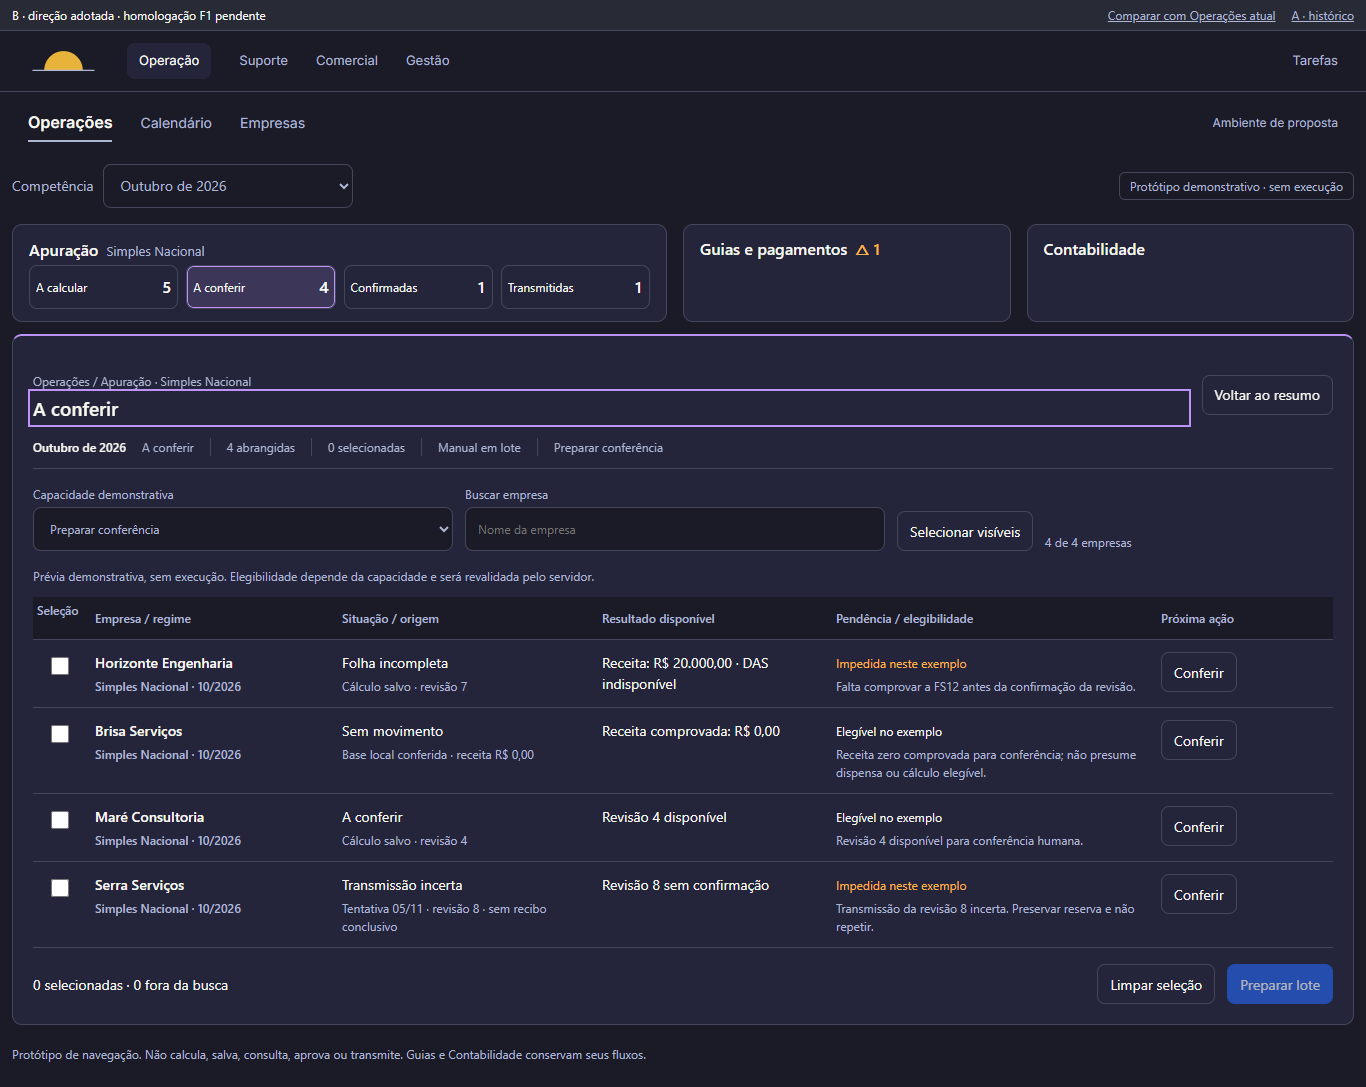 B · direção adotada · homologação F1 pendente
Comparar com Operações atual
A · histórico
Operação
Suporte
Comercial
Gestão
Tarefas
Operações
Calendário
Empresas
Ambiente de proposta
Competência
Outubro de 2026
Protótipo demonstrativo · sem execução
Apuração Simples Nacional
A calcular 5
A conferir 4
Confirmadas 1
Transmitidas 1
Guias e pagamentos △ 1
Contabilidade
Operações / Apuração · Simples Nacional
A conferir
Voltar ao resumo
Outubro de 2026
A conferir
4 abrangidas
0 selecionadas
Manual em lote
Preparar conferência
Capacidade demonstrativa
Preparar conferência
Buscar empresa
Nome da empresa
Selecionar visíveis
4 de 4 empresas
Prévia demonstrativa, sem execução. Elegibilidade depende da capacidade e será revalidada pelo servidor.
Seleção
Empresa / regime
Situação / origem
Resultado disponível
Pendência / elegibilidade
Próxima ação
Horizonte Engenharia
Simples Nacional · 10/2026
Folha incompleta
Cálculo salvo · revisão 7
Receita: R$ 20.000,00 · DAS
indisponível
Impedida neste exemplo
Falta comprovar a FS12 antes da confirmação da revisão.
Conferir
Brisa Serviços
Simples Nacional · 10/2026
Sem movimento
Base local conferida · receita R$ 0,00
Receita comprovada: R$ 0,00
Elegível no exemplo
Receita zero comprovada para conferência; não presume
dispensa ou cálculo elegível.
Conferir
Maré Consultoria
Simples Nacional · 10/2026
A conferir
Cálculo salvo · revisão 4
Revisão 4 disponível
Elegível no exemplo
Revisão 4 disponível para conferência humana.
Conferir
Serra Serviços
Simples Nacional · 10/2026
Transmissão incerta
Tentativa 05/11 · revisão 8 · sem recibo
conclusivo
Revisão 8 sem confirmação
Impedida neste exemplo
Transmissão da revisão 8 incerta. Preservar reserva e não
repetir.
Conferir
0 selecionadas · 0 fora da busca
Limpar seleção
Preparar lote
Protótipo de navegação. Não calcula, salva, consulta, aprova ou transmite. Guias e Contabilidade conservam seus fluxos.